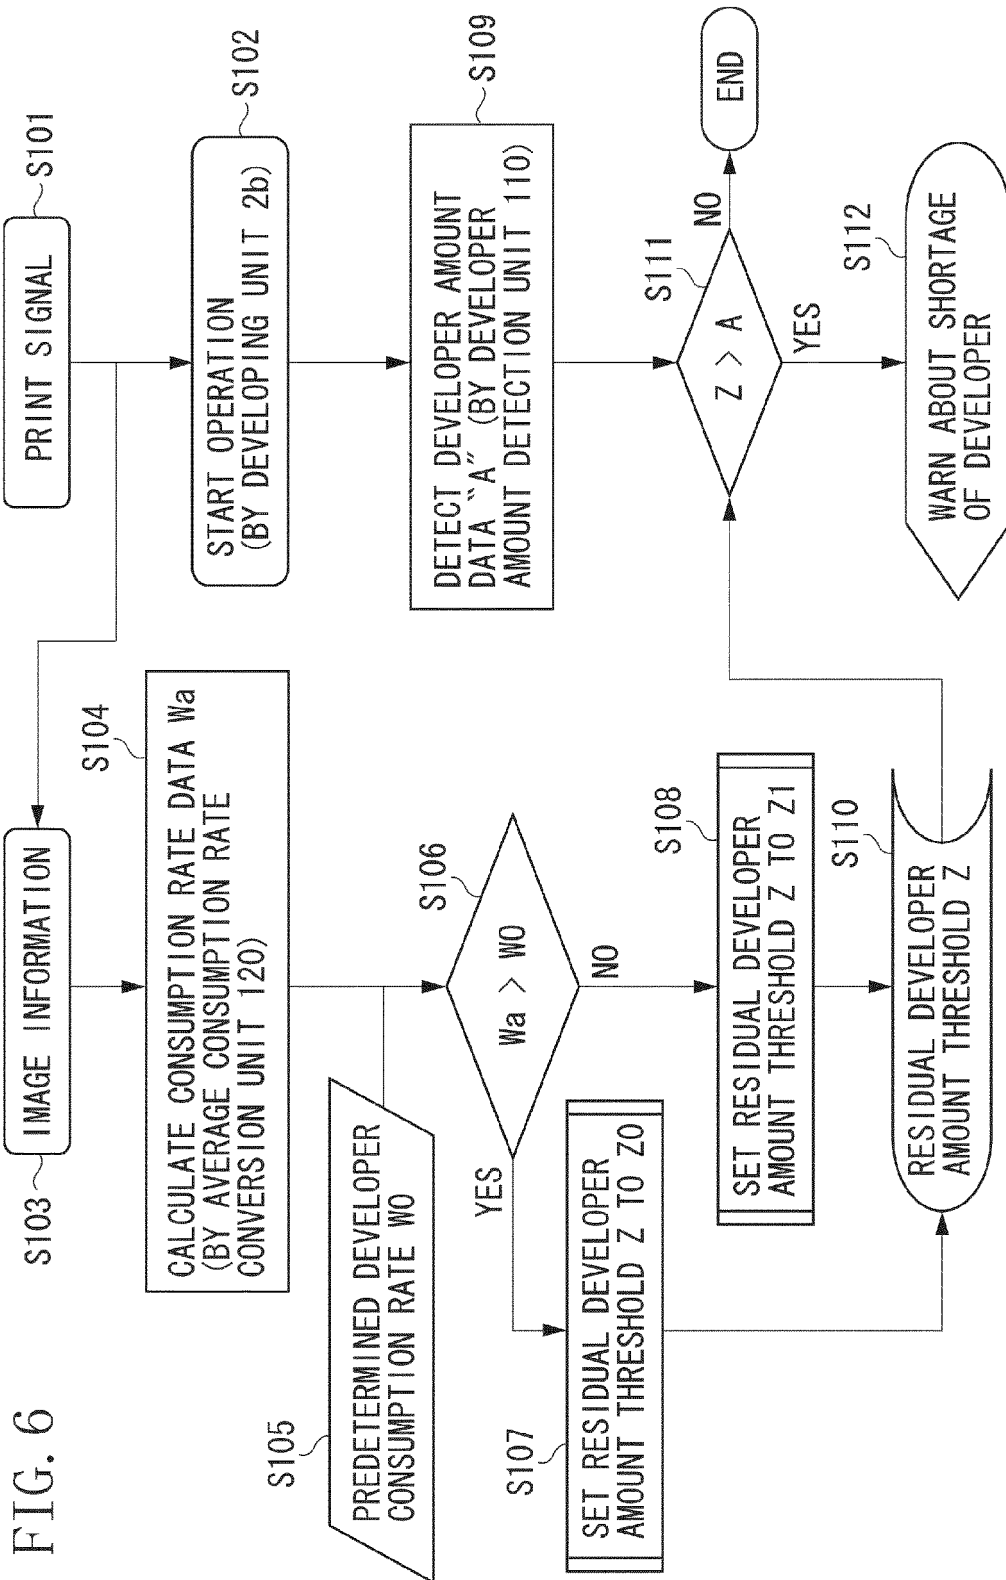 FIG. 6
PRINT SIGNAL
S101
START OPERATION
(BY DEVELOPING UNIT 2b)
S102
S103
IMAGE INFORMATION
CALCULATE CONSUMPTION RATE DATA Wa
(BY AVERAGE CONSUMPTION RATE
CONVERSION UNIT 120)
S104
S105
PREDETERMINED DEVELOPER
CONSUMPTION RATE W0
Wa > W0
S106
YES
NO
S107
SET RESIDUAL DEVELOPER
AMOUNT THRESHOLD Z TO Z0
SET RESIDUAL DEVELOPER
AMOUNT THRESHOLD Z TO Z1
S108
DETECT DEVELOPER AMOUNT
DATA “A” (BY DEVELOPER
AMOUNT DETECTION UNIT 110)
S109
RESIDUAL DEVELOPER
AMOUNT THRESHOLD Z
S110
Z > A
S111
NO
END
YES
WARN ABOUT SHORTAGE
OF DEVELOPER
S112